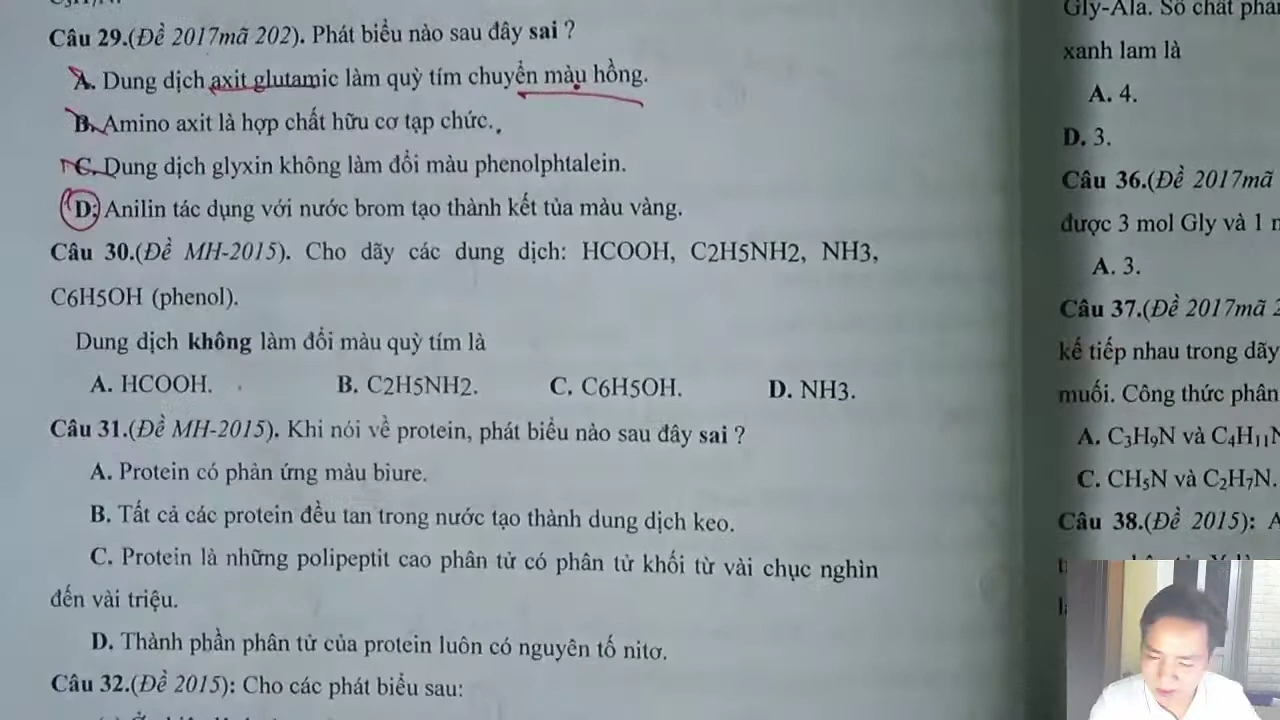 Câu 29.(Đề 2017mã 202). Phát biểu nào sau đây sai ?
A. Dung dịch axit glutamic làm quỳ tím chuyển màu hồng.
B. Amino axit là hợp chất hữu cơ tạp chức.
C. Dung dịch glyxin không làm đổi màu phenolphtalein.
D. Anilin tác dụng với nước brom tạo thành kết tủa màu vàng.
Câu 30.(Đề MH-2015). Cho dãy các dung dịch: HCOOH, C2H5NH2, NH3,
C6H5OH (phenol).
Dung dịch không làm đổi màu quỳ tím là
A. HCOOH. B. C2H5NH2. C. C6H5OH. D. NH3.
Câu 31.(Đề MH-2015). Khi nói về protein, phát biểu nào sau đây sai ?
A. Protein có phản ứng màu biure.
B. Tất cả các protein đều tan trong nước tạo thành dung dịch keo.
C. Protein là những polipeptit cao phân tử có phân tử khối từ vài chục nghìn
đến vài triệu.
D. Thành phần phân tử của protein luôn có nguyên tố nitơ.
Câu 32.(Đề 2015): Cho các phát biểu sau:
Gly-Ala. Số chất
xanh lam là
A. 4.
D. 3.
Câu 36.(Đề 2017mã
được 3 mol Gly và 1
A. 3.
Câu 37.(Đề 2017mã
kế tiếp nhau trong dãy
muối. Công thức phân
A. C₃H₉N và C₄H₁₁N
C. CH₅N và C₂H₇N.
Câu 38.(Đề 2015):